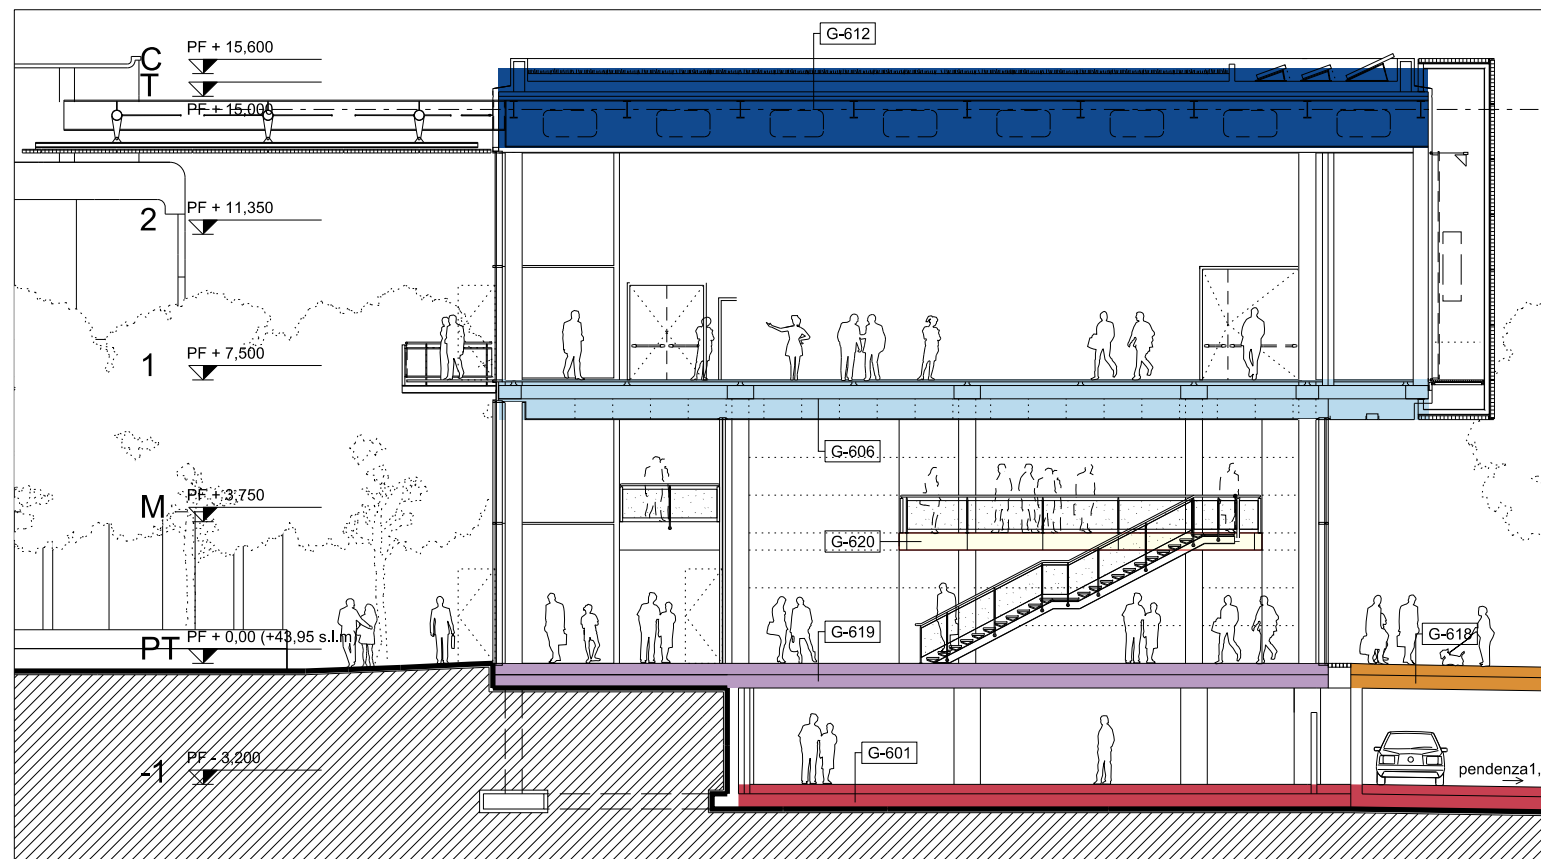 G-612
C PF + 15,600
T
PF + 15,000
2 PF + 11,350
1 PF + 7,500
G-606
M PF + 3,750
G-620
PT PF + 0,00 (+43,95 s.l.m)
G-619
G-618
-1 PF - 3,200
G-601
pendenza1,